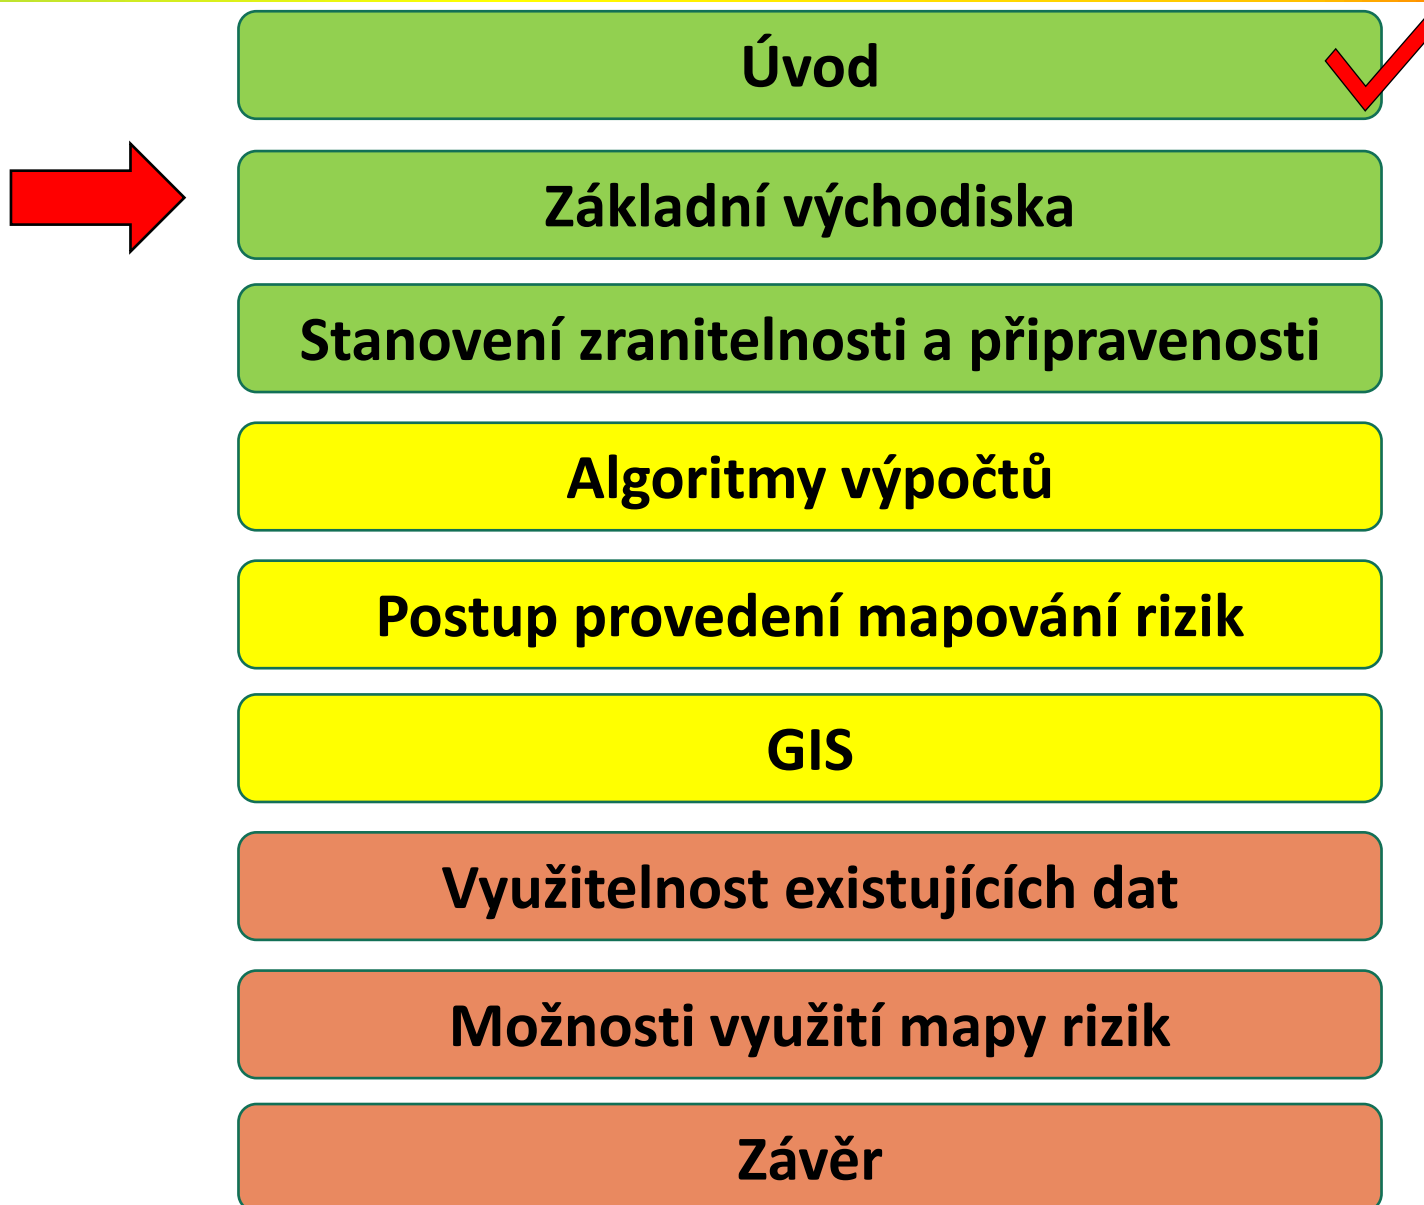 Úvod
Základní východiska
Stanovení zranitelnosti a připravenosti
Algoritmy výpočtů
Postup provedení mapování rizik
GIS
Využitelnost existujících dat
Možnosti využití mapy rizik
Závěr